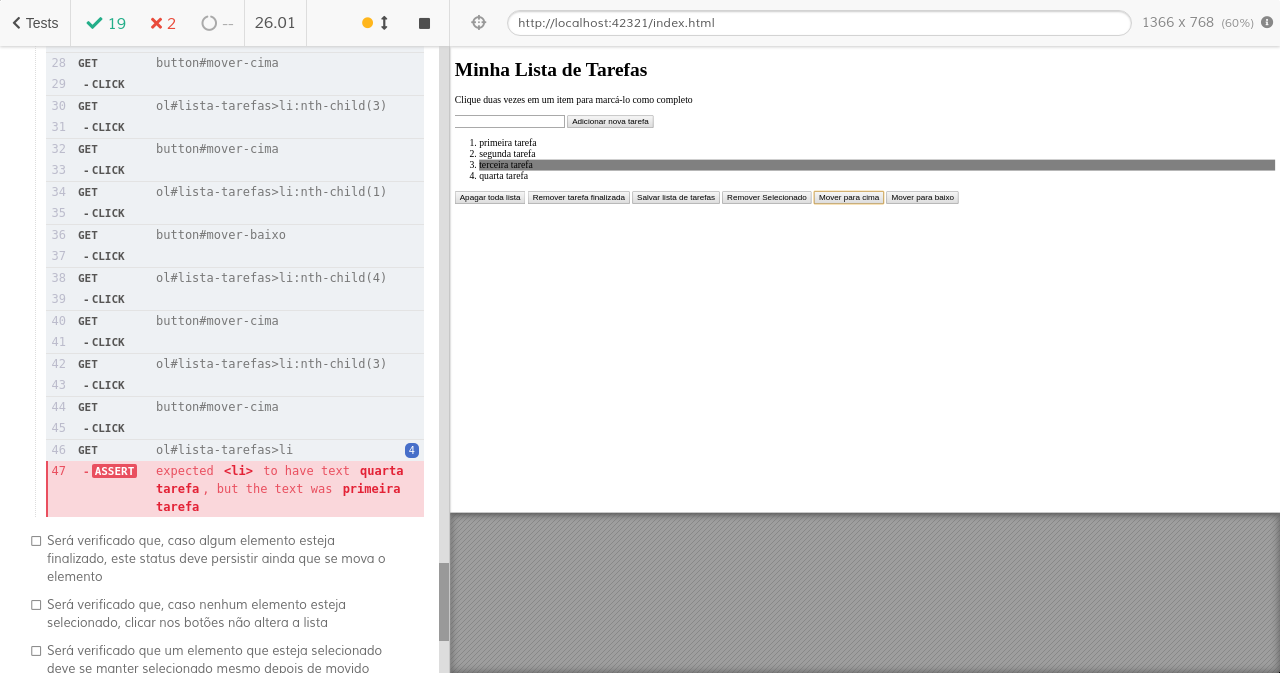 Tests
19
2
--
26.01
http://localhost:42321/index.html
1366 x 768 (60%)
28 GET button#mover-cima
29 - CLICK
30 GET ol#lista-tarefas>li:nth-child(3)
31 - CLICK
32 GET button#mover-cima
33 - CLICK
34 GET ol#lista-tarefas>li:nth-child(1)
35 - CLICK
36 GET button#mover-baixo
37 - CLICK
38 GET ol#lista-tarefas>li:nth-child(4)
39 - CLICK
40 GET button#mover-cima
41 - CLICK
42 GET ol#lista-tarefas>li:nth-child(3)
43 - CLICK
44 GET button#mover-cima
45 - CLICK
46 GET ol#lista-tarefas>li 4
47 - ASSERT expected <li> to have text quarta
tarefa , but the text was primeira
tarefa
Será verificado que, caso algum elemento esteja
finalizado, este status deve persistir ainda que se mova o
elemento
Será verificado que, caso nenhum elemento esteja
selecionado, clicar nos botões não altera a lista
Será verificado que um elemento que esteja selecionado
deve se manter selecionado mesmo depois de movido
Minha Lista de Tarefas
Clique duas vezes em um item para marcá-lo como completo
Adicionar nova tarefa
1. primeira tarefa
2. segunda tarefa
3. terceira tarefa
4. quarta tarefa
Apagar toda lista Remover tarefa finalizada Salvar lista de tarefas Remover Selecionado Mover para cima Mover para baixo